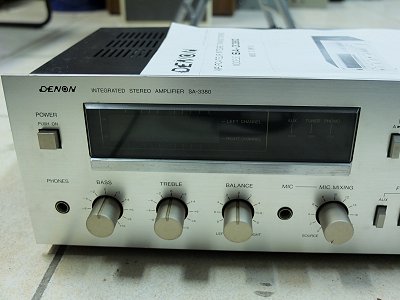 DENON
DENON INTEGRATED STEREO AMPLIFIER SA-3380
POWER
PUSH ON
LEFT CHANNEL
RIGHT CHANNEL
AUX TUNER PHONO
PHONES
BASS
TREBLE
BALANCE
MIC
MIC MIXING
LEFT
RIGHT
SOURCE
AUX